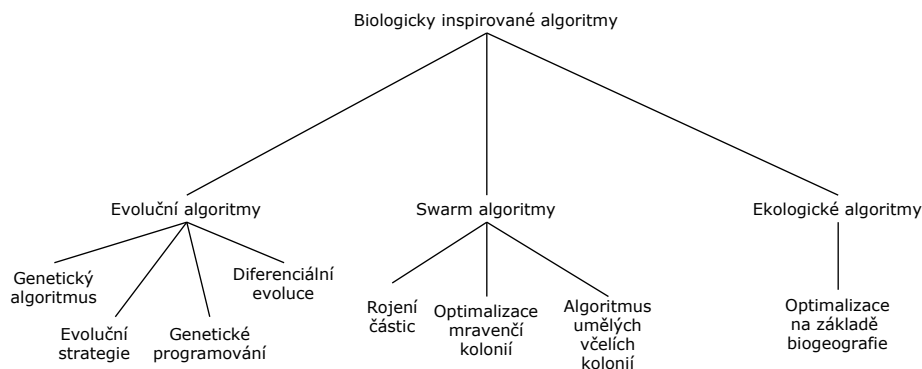 Biologicky inspirované algoritmy
Evoluční algoritmy
Swarm algoritmy
Ekologické algoritmy
Genetický
algoritmus
Evoluční
strategie
Genetické
programování
Diferenciální
evoluce
Rojení
částic
Optimalizace
mravenčí
kolonií
Algoritmus
umělých
včelích
kolonií
Optimalizace
na základě
biogeografie